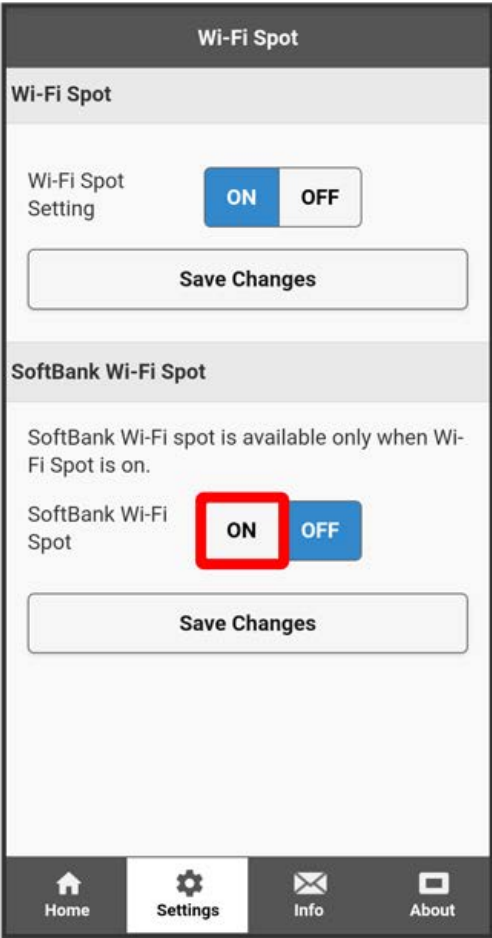 Wi-Fi Spot
Wi-Fi Spot
Wi-Fi Spot
Setting
ON OFF
Save Changes
SoftBank Wi-Fi Spot
SoftBank Wi-Fi spot is available only when Wi-
Fi Spot is on.
SoftBank Wi-Fi
Spot
ON OFF
Save Changes
Home Settings Info About